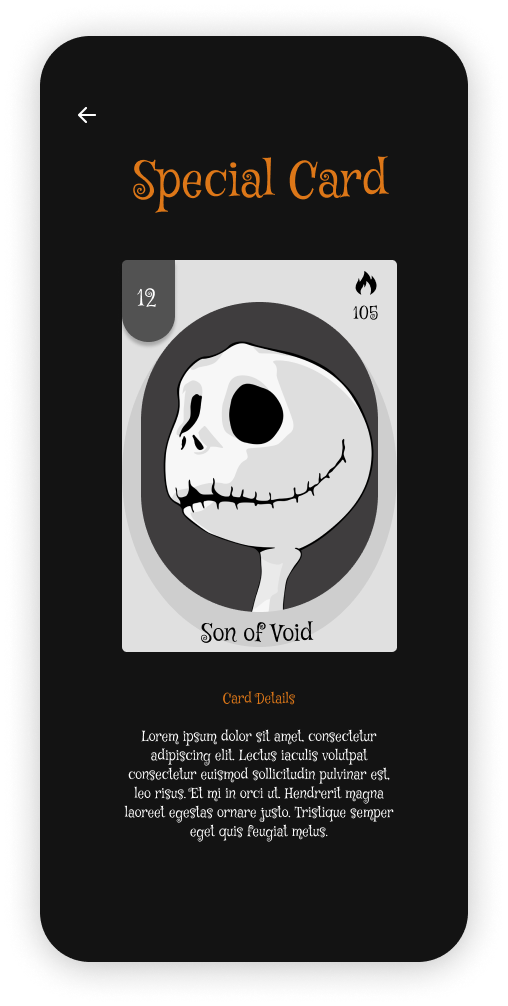 Special Card
12
105
Son of Void
Card Details
Lorem ipsum dolor sit amet, consectetur
adipiscing elit. Lectus iaculis volutpat
consectetur euismod sollicitudin pulvinar est,
leo risus. Et mi in orci ut. Hendrerit magna
laoreet egestas ornare justo. Tristique semper
eget quis feugiat metus.